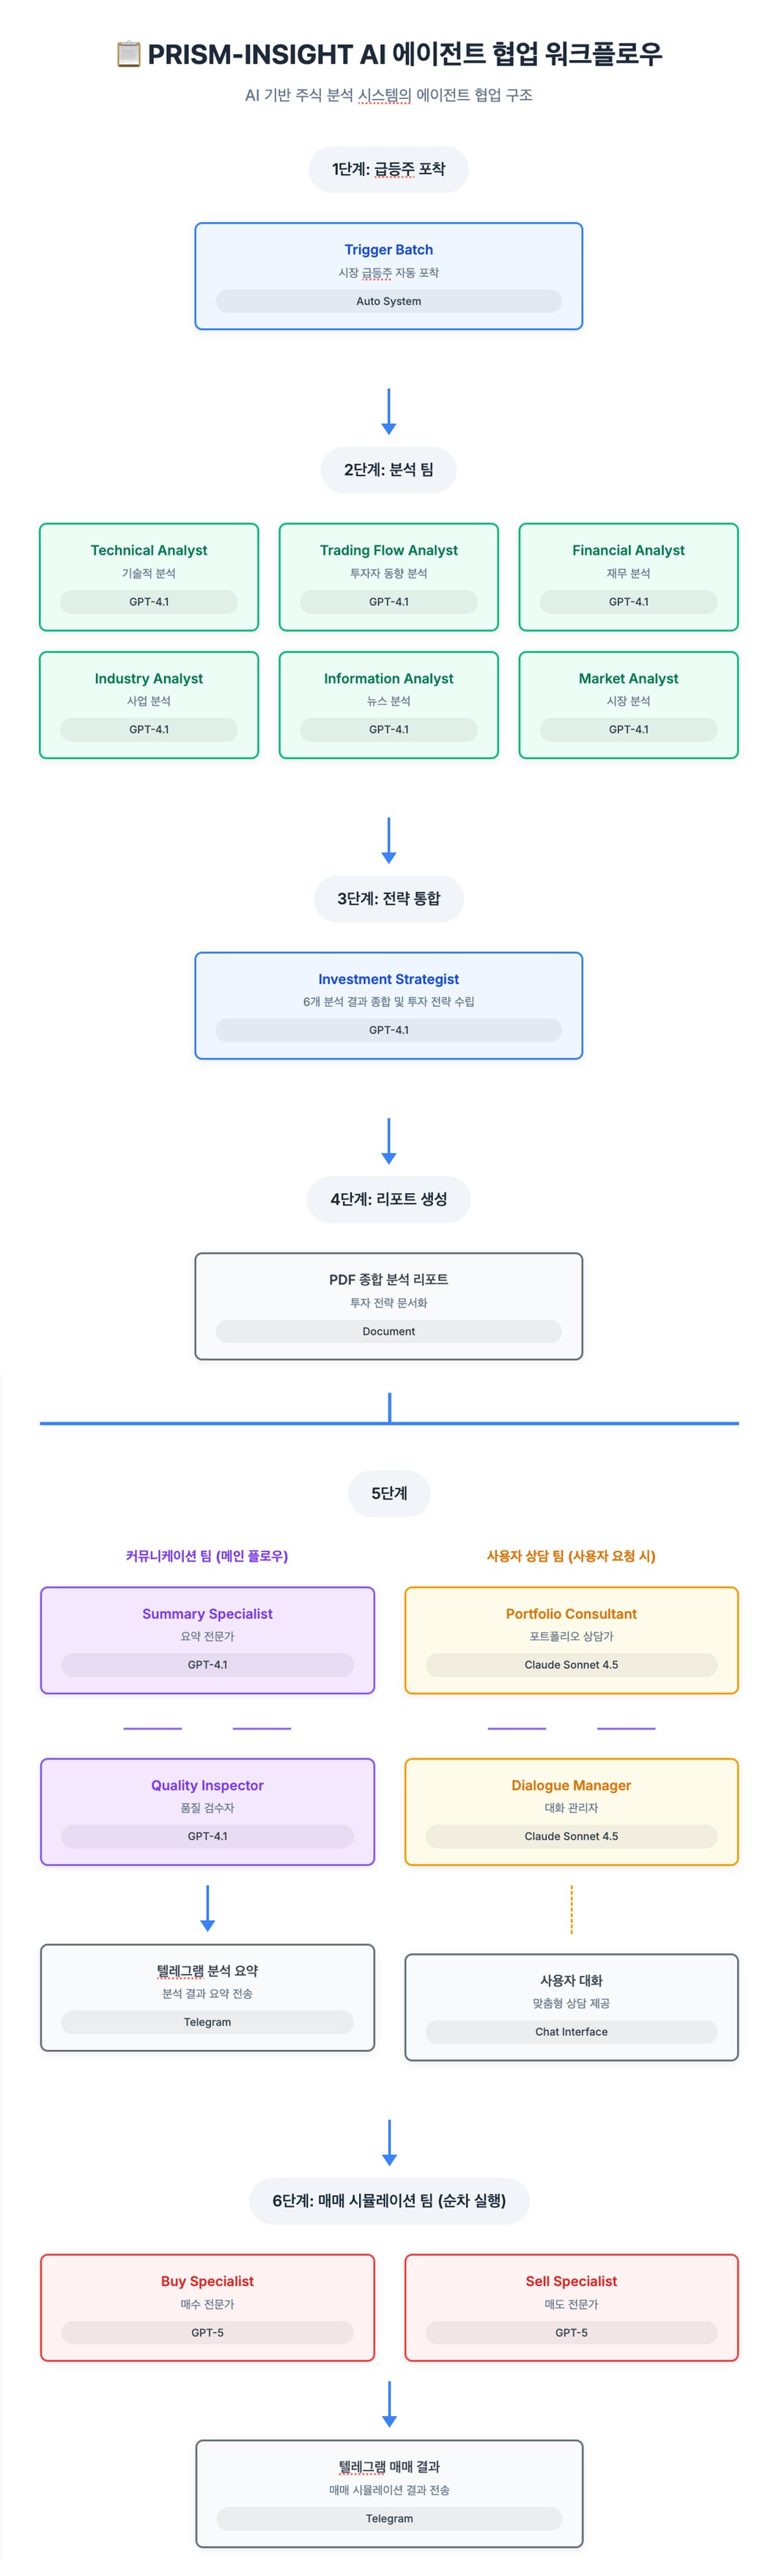 📋 PRISM-INSIGHT AI 에이전트 협업 워크플로우
AI 기반 주식 분석 시스템의 에이전트 협업 구조
1단계: 급등주 포착
Trigger Batch
시장 급등주 자동 포착
Auto System
2단계: 분석 팀
Technical Analyst
기술적 분석
GPT-4.1
Trading Flow Analyst
투자자 동향 분석
GPT-4.1
Financial Analyst
재무 분석
GPT-4.1
Industry Analyst
사업 분석
GPT-4.1
Information Analyst
뉴스 분석
GPT-4.1
Market Analyst
시장 분석
GPT-4.1
3단계: 전략 통합
Investment Strategist
6개 분석 결과 종합 및 투자 전략 수립
GPT-4.1
4단계: 리포트 생성
PDF 종합 분석 리포트
투자 전략 문서화
Document
5단계
커뮤니케이션 팀 (메인 플로우)
Summary Specialist
요약 전문가
GPT-4.1
Quality Inspector
품질 검수자
GPT-4.1
텔레그램 분석 요약
분석 결과 요약 전송
Telegram
사용자 상담 팀 (사용자 요청 시)
Portfolio Consultant
포트폴리오 상담가
Claude Sonnet 4.5
Dialogue Manager
대화 관리자
Claude Sonnet 4.5
사용자 대화
맞춤형 상담 제공
Chat Interface
6단계: 매매 시뮬레이션 팀 (순차 실행)
Buy Specialist
매수 전문가
GPT-5
Sell Specialist
매도 전문가
GPT-5
텔레그램 매매 결과
매매 시뮬레이션 결과 전송
Telegram